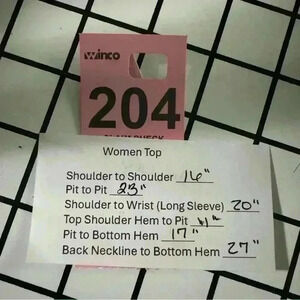 winco
204
Women Top
Shoulder to Shoulder 16"
Pit to Pit 23"
Shoulder to Wrist (Long Sleeve) 20"
Top Shoulder Hem to Pit
Pit to Bottom Hem 17"
Back Neckline to Bottom Hem 27"